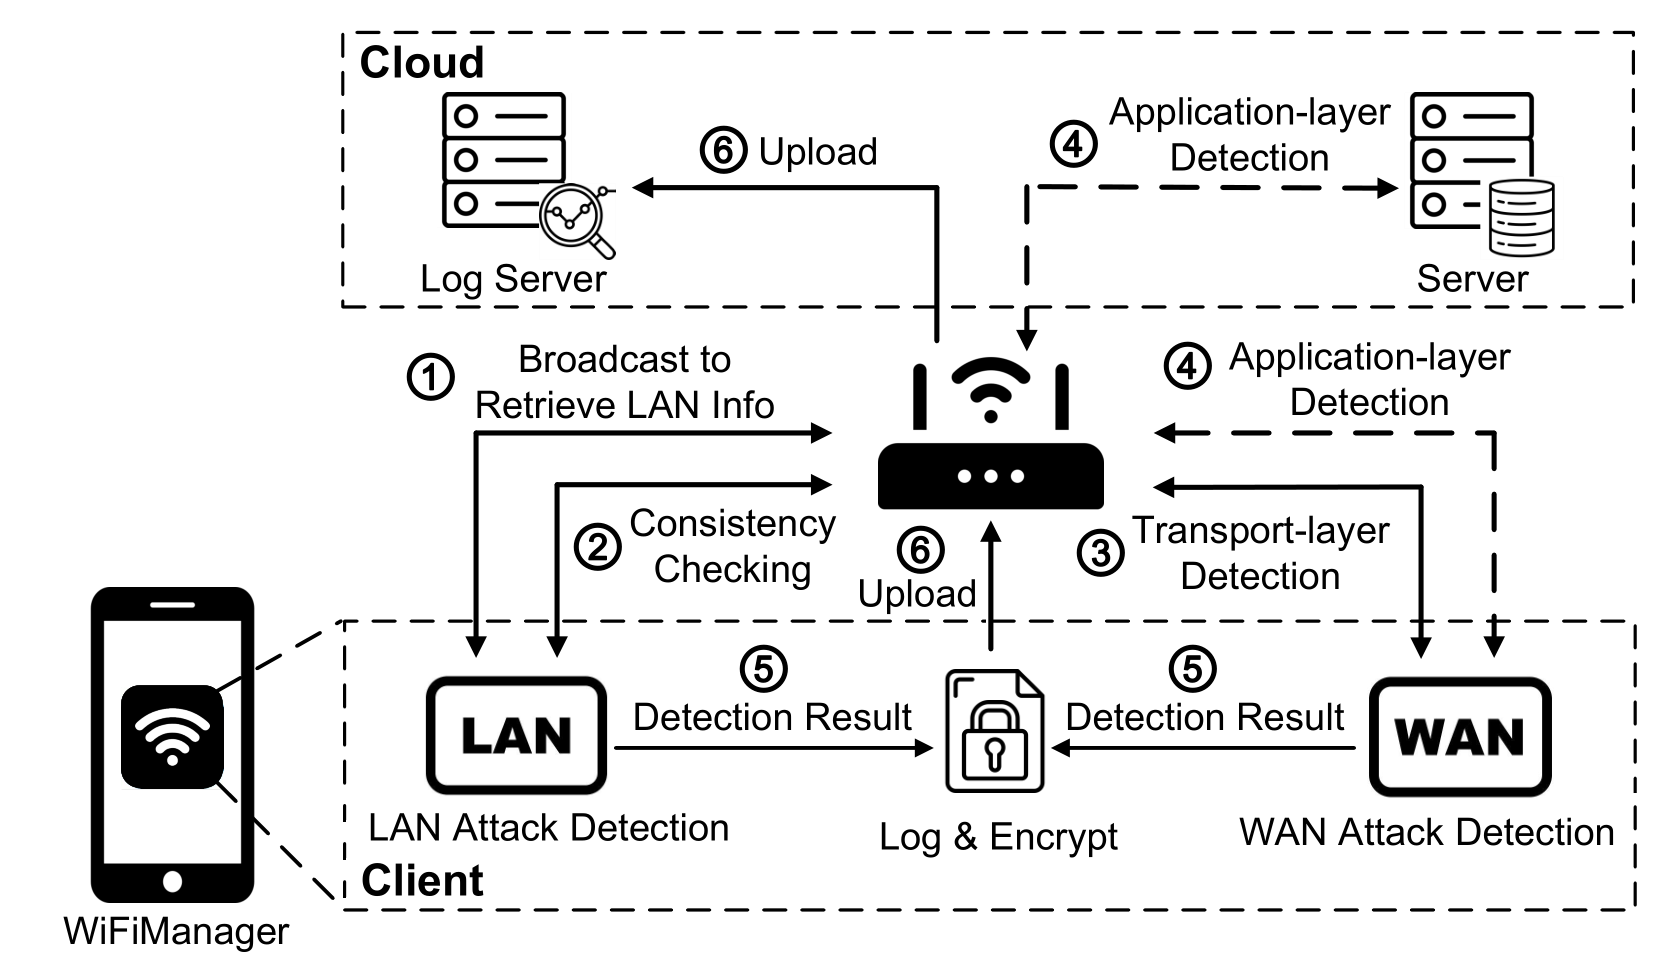 Cloud
⑥ Upload
④ Application-layer
Detection
Log Server
Server
① Broadcast to
Retrieve LAN Info
④ Application-layer
Detection
② Consistency
Checking
⑥
Upload
③ Transport-layer
Detection
⑤
Detection Result
⑤
Detection Result
LAN
WAN
LAN Attack Detection
Log & Encrypt
WAN Attack Detection
Client
WiFiManager